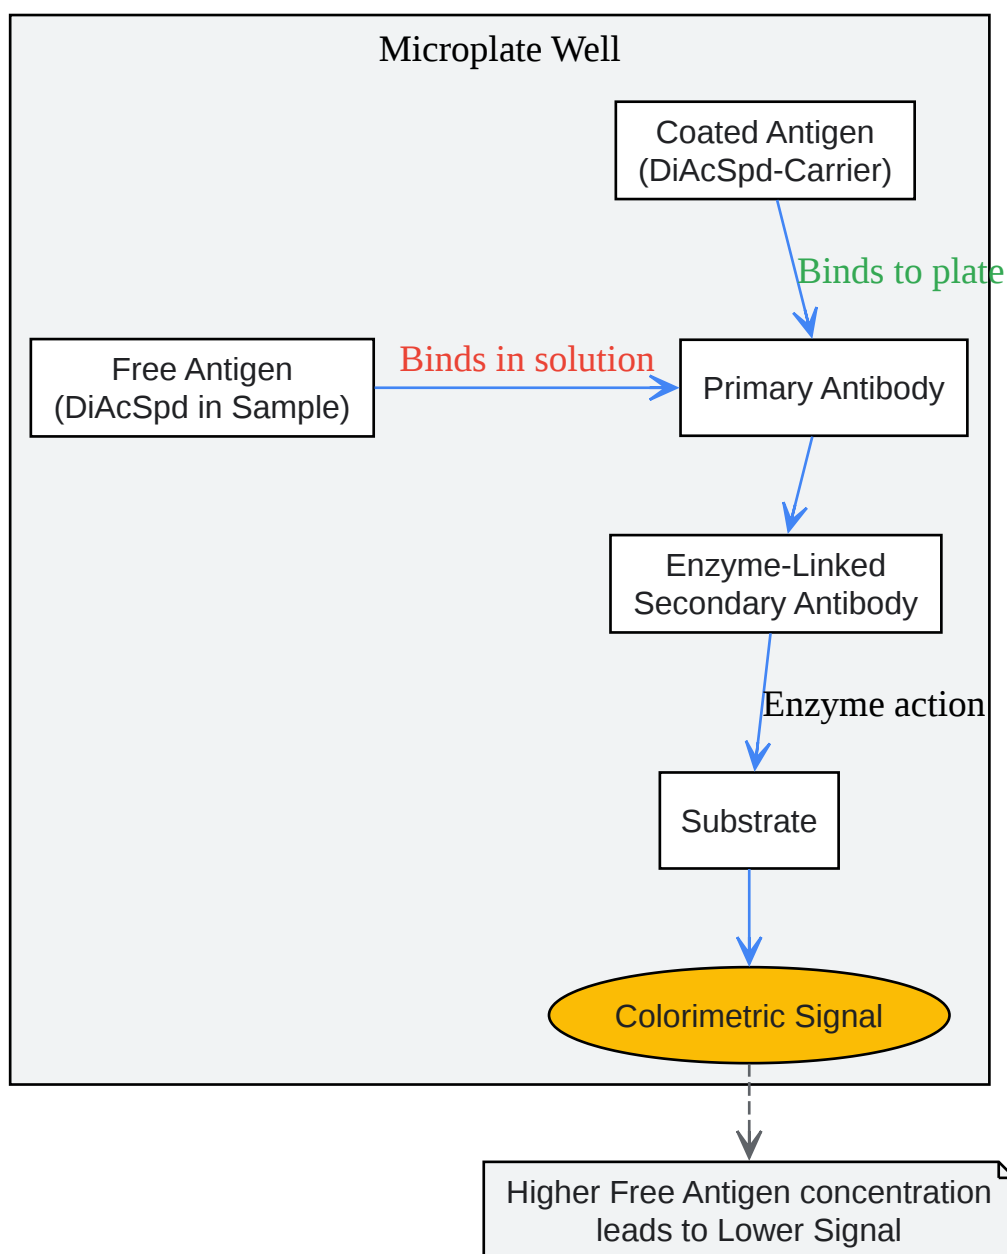 Microplate Well
Coated Antigen
(DiAcSpd-Carrier)
Binds to plate
Free Antigen
(DiAcSpd in Sample)
Binds in solution
Primary Antibody
Enzyme-Linked
Secondary Antibody
Enzyme action
Substrate
Colorimetric Signal
Higher Free Antigen concentration
leads to Lower Signal